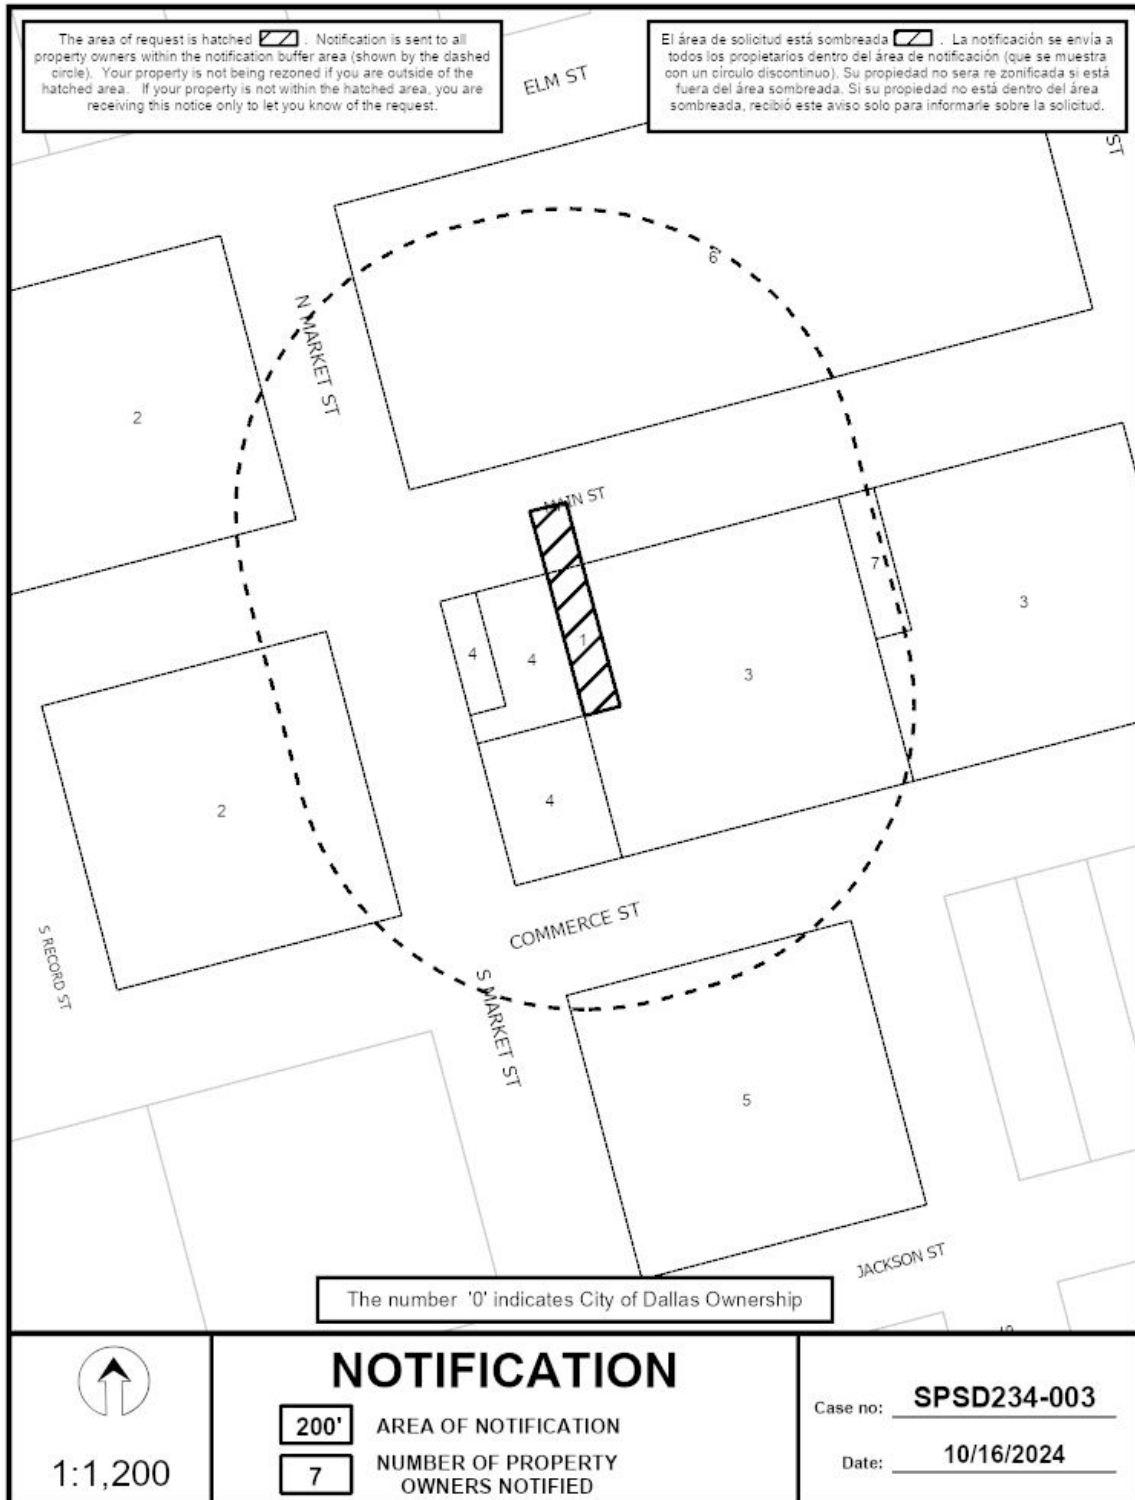 The area of request is hatched . Notification is sent to all
property owners within the notification buffer area (shown by the dashed
circle). Your property is not being rezoned if you are outside of the
hatched area. If your property is not within the hatched area, you are
receiving this notice only to let you know of the request.
El área de solicitud está sombreada . La notificación se envía a
todos los propietarios dentro del área de notificación (que se muestra
con un círculo discontinuo). Su propiedad no sera re zonificada si está
fuera del área sombreada. Si su propiedad no está dentro del área
sombreada, recibió este aviso solo para informarle sobre la solicitud.
ELM ST
ST
6
N MARKET ST
2
MAIN ST
7
3
4
4
1
3
4
2
COMMERCE ST
S RECORD ST
S MARKET ST
5
JACKSON ST
The number '0' indicates City of Dallas Ownership
1:1,200
NOTIFICATION
200' AREA OF NOTIFICATION
7 NUMBER OF PROPERTY
OWNERS NOTIFIED
Case no: SPSD234-003
Date: 10/16/2024